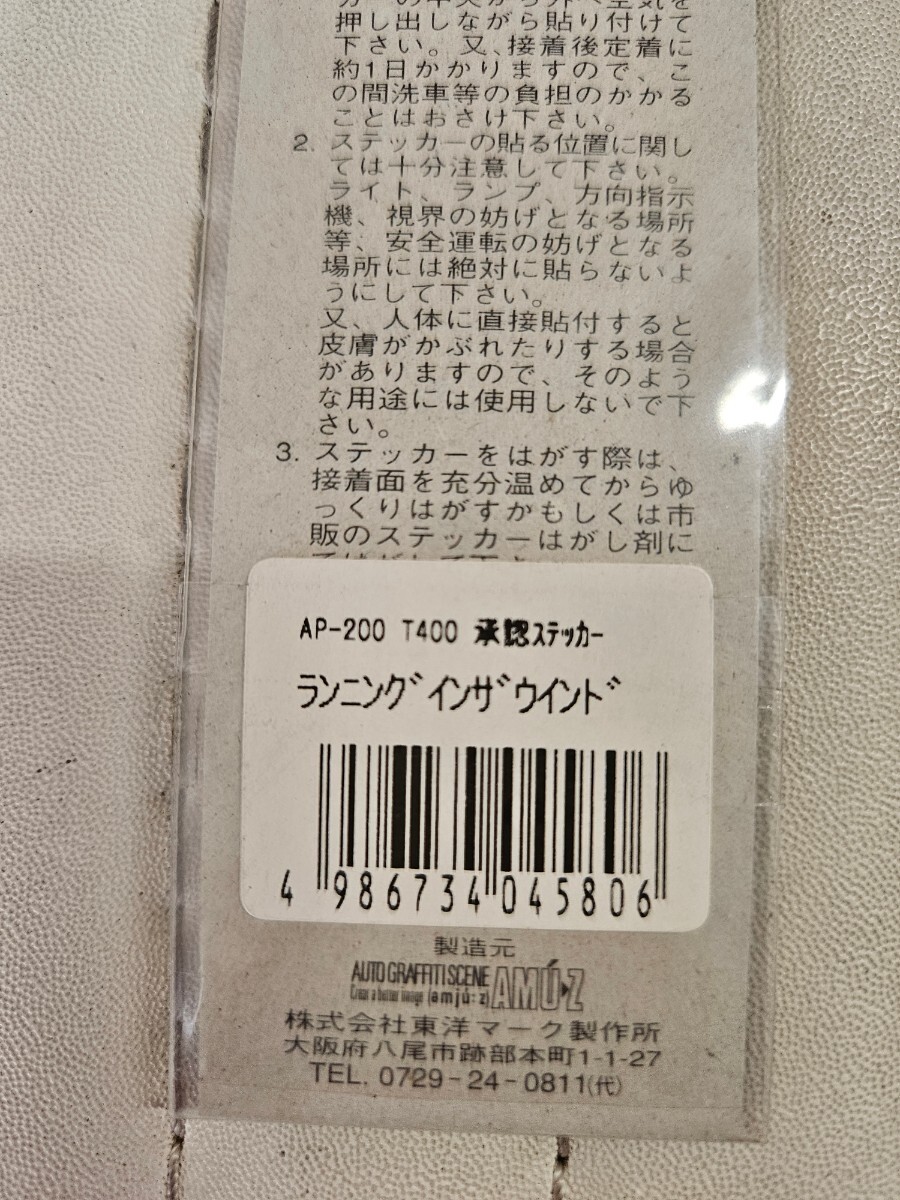 カーの中央から外へ空気を
押し出しながら貼り付けて
下さい。又、接着後定着に
約1日かかりますので、こ
の間洗車等の負担のかかる
ことはおさけ下さい。
2. ステッカーの貼る位置に関し
ては十分注意して下さい。
ライト、ランプ、方向指示
機、視界の妨げとなる場所
等、安全運転の妨げとなる
場所には絶対に貼らないよ
うにして下さい。
又、人体に直接貼付すると
皮膚がかぶれたりする場合
がありますので、そのよう
な用途には使用しないで下
さい。
3. ステッカーをはがす際は、
接着面を充分温めてからゆ
っくりはがすかもしくは市
販のステッカーはがし剤に
AP-200 T400 承認ｽﾃｯｶｰ
ﾗﾝﾆﾝｸﾞｲﾝｻﾞｳｲﾝﾄﾞ
4 986734 045806
製造元
AUTO GRAFFITI SCENE
(amjú:z) AMÚ-Z
株式会社東洋マーク製作所
大阪府八尾市跡部本町1-1-27
TEL. 0729-24-0811(代)